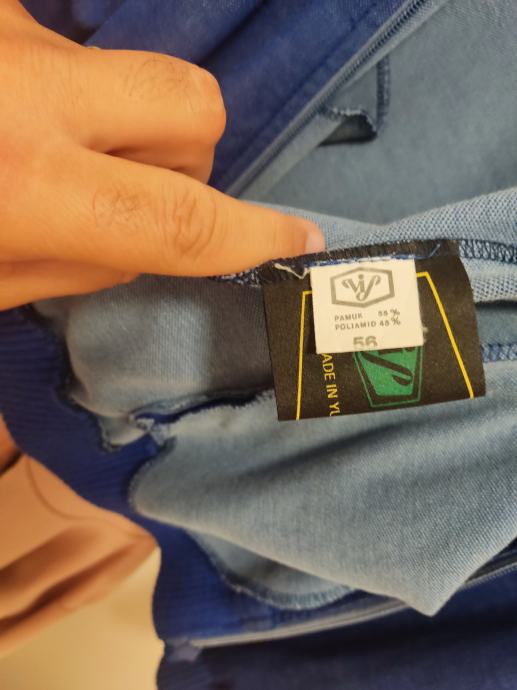 PAMUK 55 %
POLIAMID 45 %
56
ADE IN YU